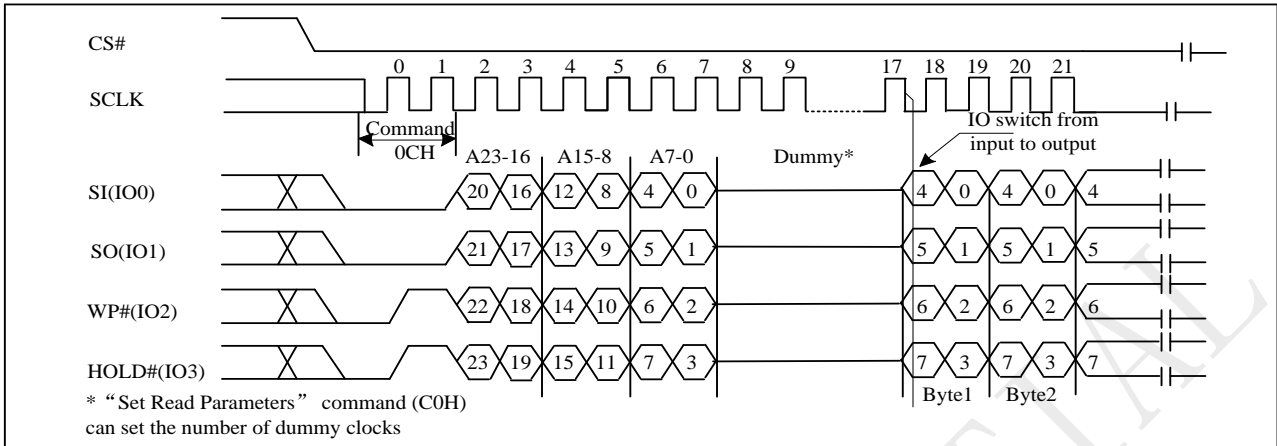 CS#
0 1 2 3 4 5 6 7 8 9 17 18 19 20 21
SCLK
Command
0CH
IO switch from
input to output
A23-16 A15-8 A7-0 Dummy*
SI(IO0) 20 16 12 8 4 0 4 0 4 0 4
SO(IO1) 21 17 13 9 5 1 5 1 5 1 5
WP#(IO2) 22 18 14 10 6 2 6 2 6 2 6
HOLD#(IO3) 23 19 15 11 7 3 7 3 7 3 7
Byte1 Byte2
* “Set Read Parameters” command (C0H)
can set the number of dummy clocks